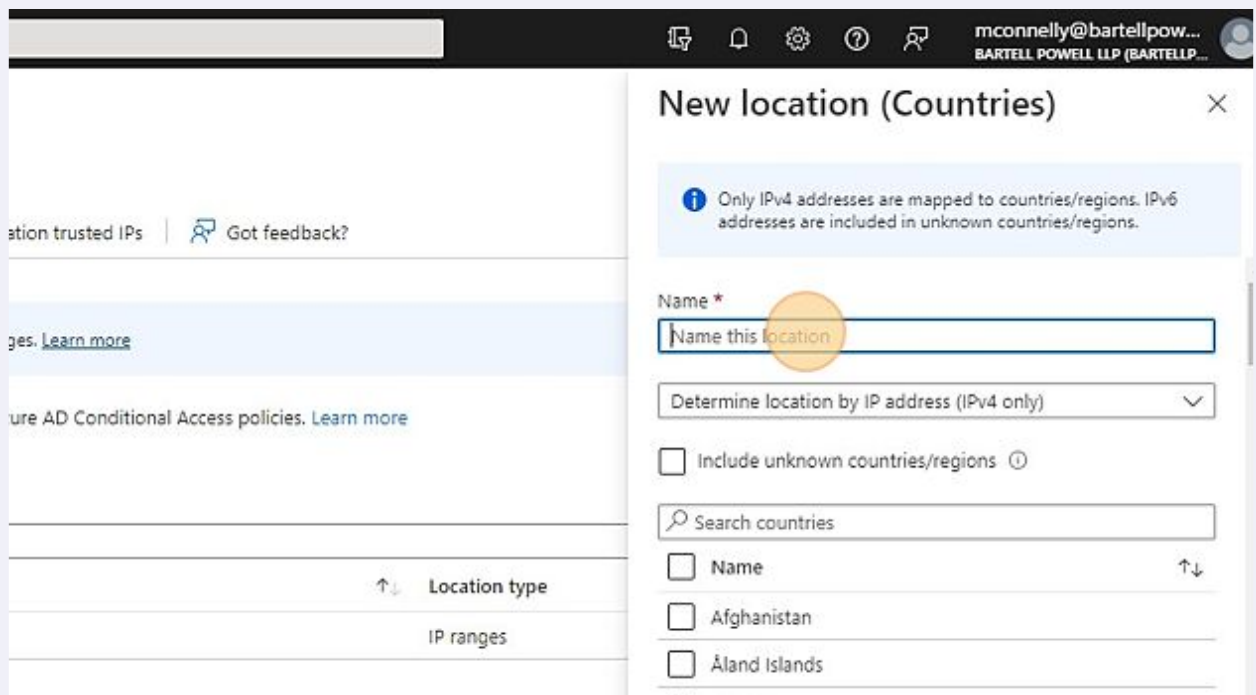 mconnelly@bartellpow...
BARTELL POWELL LLP (BARTELLP...
New location (Countries)
Only IPv4 addresses are mapped to countries/regions. IPv6
addresses are included in unknown countries/regions.
ation trusted IPs
Got feedback?
Name *
Name this location
ges. Learn more
Determine location by IP address (IPv4 only)
ure AD Conditional Access policies. Learn more
Include unknown countries/regions
Search countries
Name
Location type
Afghanistan
IP ranges
Åland Islands